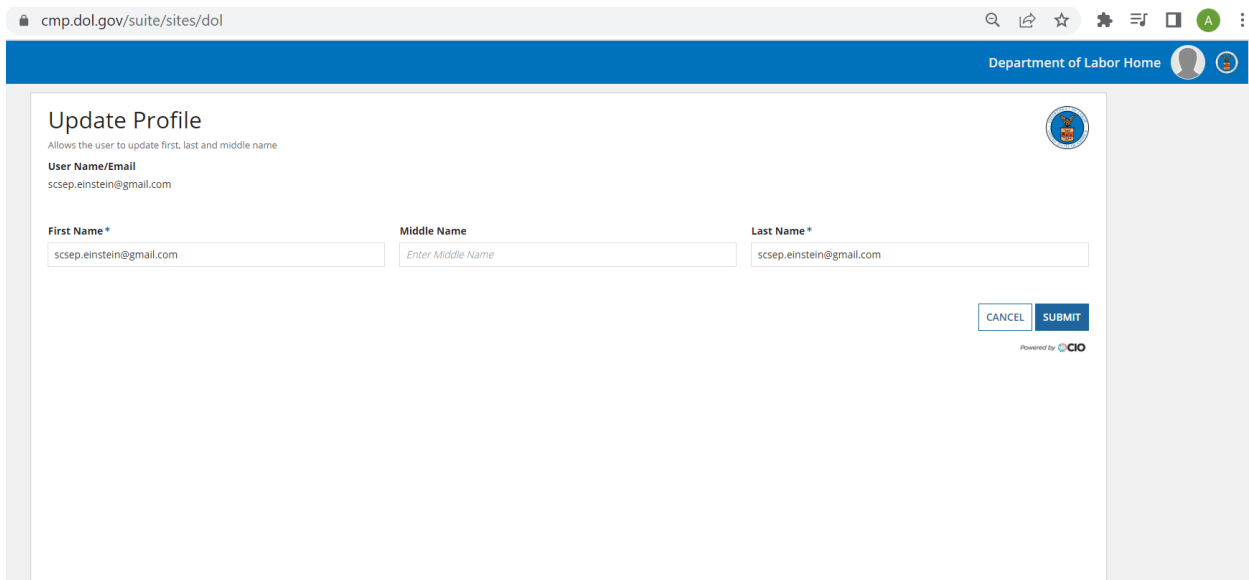 cmp.dol.gov/suite/sites/dol
A
Department of Labor Home
Update Profile
Allows the user to update first, last and middle name
User Name/Email
scsep.einstein@gmail.com
First Name *
Middle Name
Last Name *
scsep.einstein@gmail.com
Enter Middle Name
scsep.einstein@gmail.com
CANCEL
SUBMIT
Powered by CIO